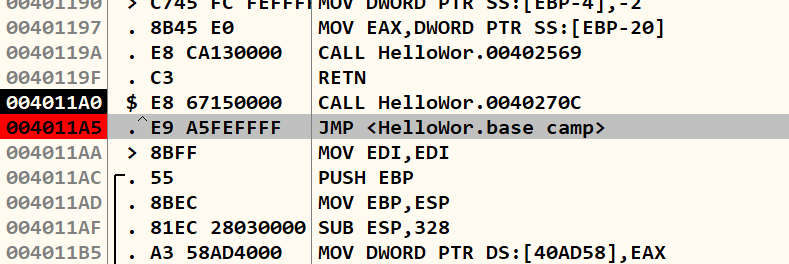 00401190 > C745 FC FEFFFF MOV DWORD PTR SS:[EBP-4],-2
00401197 . 8B45 E0 MOV EAX,DWORD PTR SS:[EBP-20]
0040119A . E8 CA130000 CALL HelloWor.00402569
0040119F . C3 RETN
004011A0 $ E8 67150000 CALL HelloWor.0040270C
004011A5 .^ E9 A5FEFFFF JMP <HelloWor.base camp>
004011AA > 8BFF MOV EDI,EDI
004011AC . 55 PUSH EBP
004011AD . 8BEC MOV EBP,ESP
004011AF . 81EC 28030000 SUB ESP,328
004011B5 . A3 58AD4000 MOV DWORD PTR DS:[40AD58],EAX